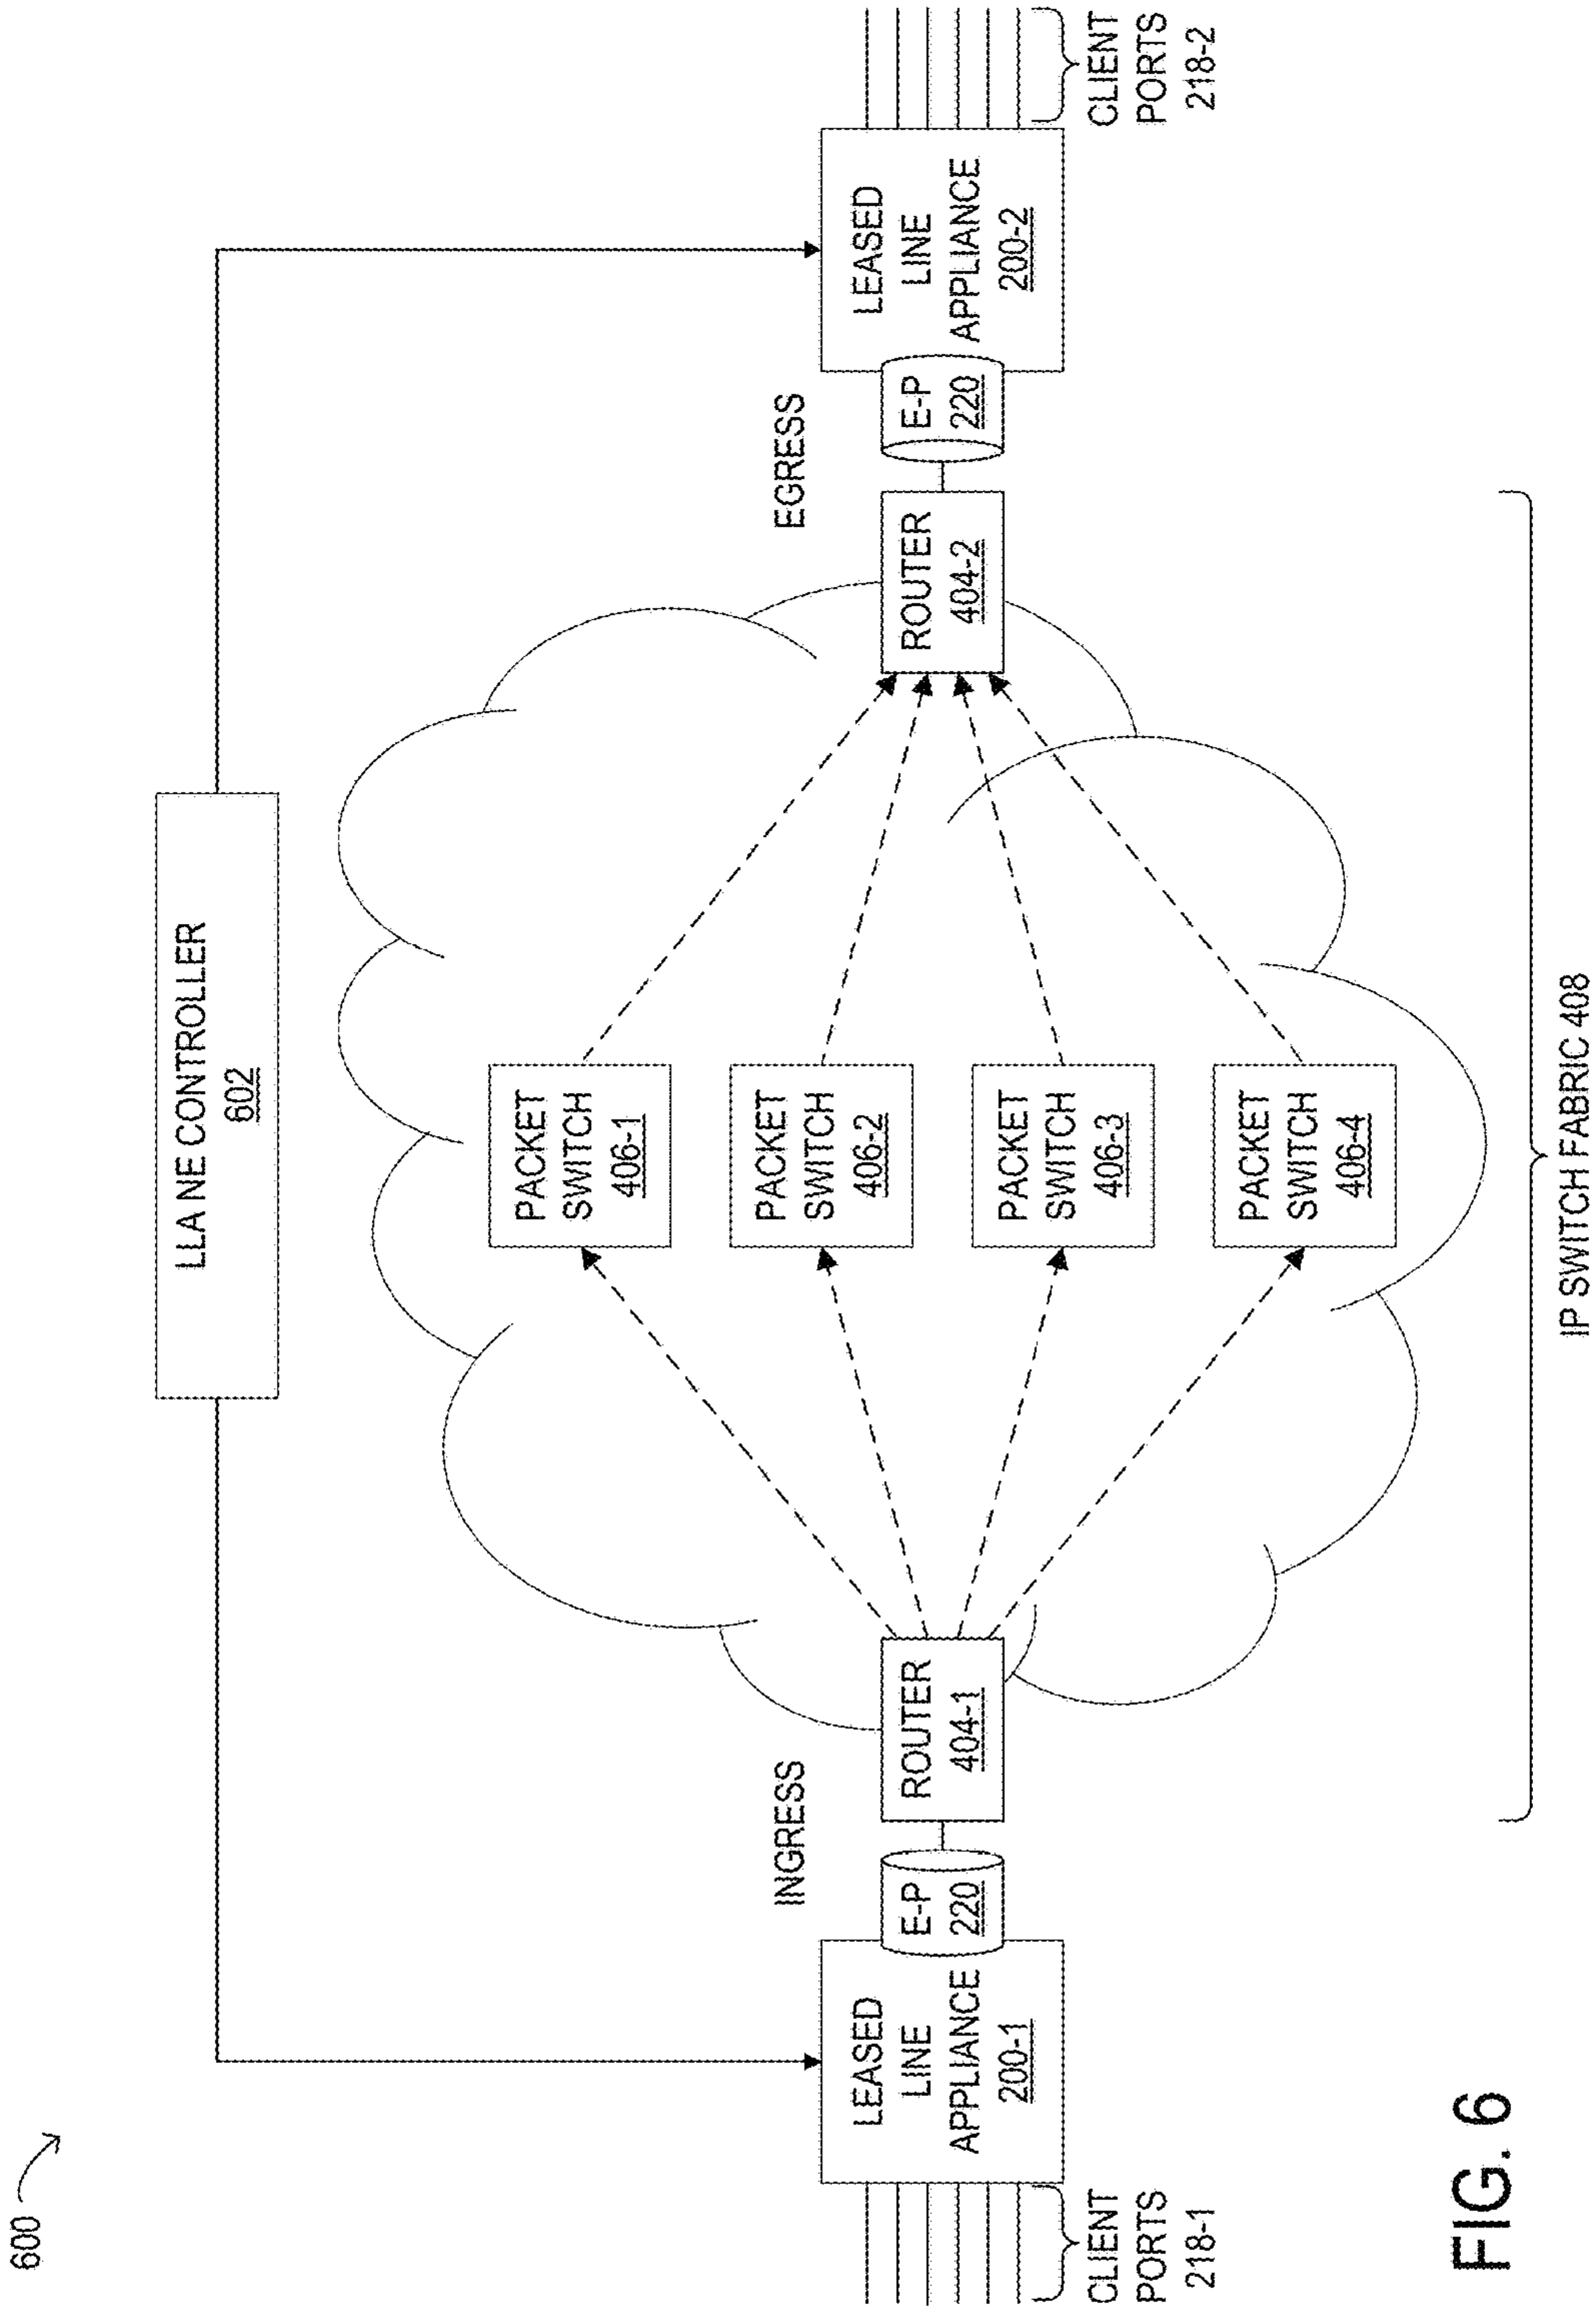 600
LLA NE CONTROLLER
602
INGRESS
EGRESS
CLIENT
PORTS
218-1
LEASED
LINE
APPLIANCE
200-1
E-P
220
ROUTER
404-1
PACKET
SWITCH
406-1
PACKET
SWITCH
406-2
PACKET
SWITCH
406-3
PACKET
SWITCH
406-4
ROUTER
404-2
E-P
220
LEASED
LINE
APPLIANCE
200-2
CLIENT
PORTS
218-2
IP SWITCH FABRIC 408
FIG. 6